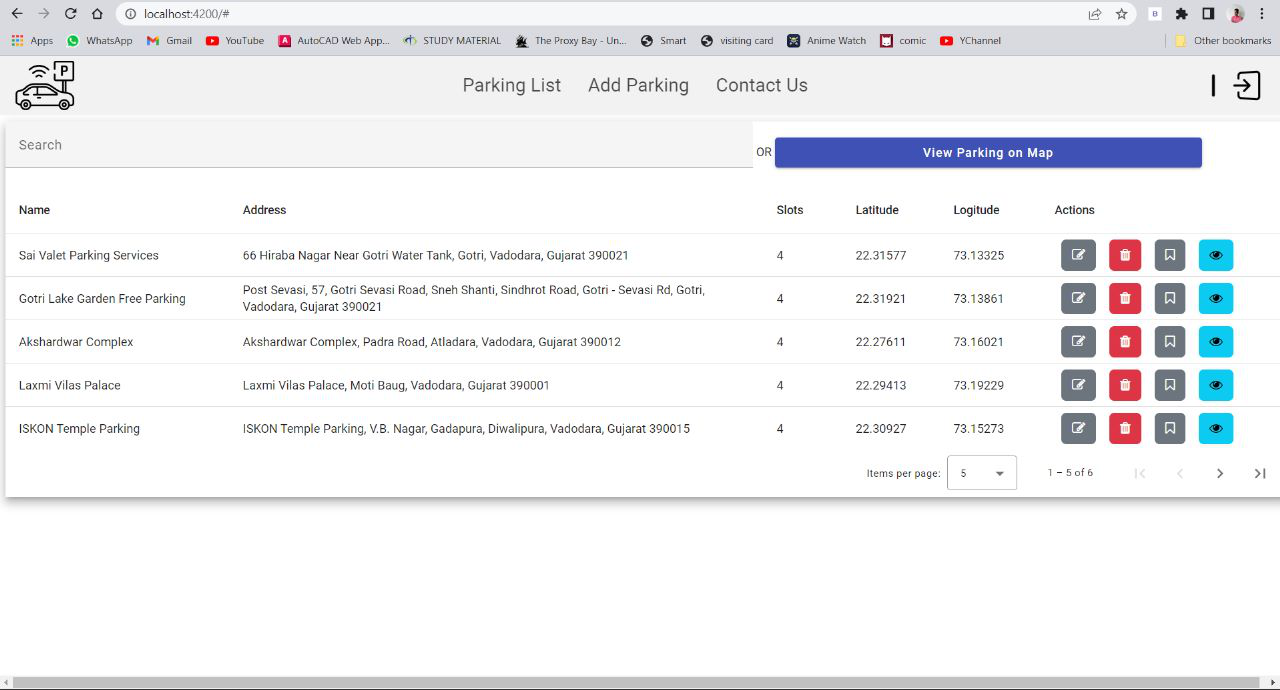 localhost:4200/#
Apps WhatsApp Gmail YouTube AutoCAD Web App... STUDY MATERIAL The Proxy Bay - Un... Smart visiting card Anime Watch comic YChannel Other bookmarks
P
Parking List Add Parking Contact Us
Search OR View Parking on Map
Name Address Slots Latitude Logitude Actions
Sai Valet Parking Services 66 Hiraba Nagar Near Gotri Water Tank, GItri, Vadodara, Gujarat 390021 4 22.31577 73.13325
Gotri Lake Garden Free Parking Post Sevasi, 57, Gotri Sevasi Road, Sneh Shanti, Sindhrot Road, Gotri - Sevasi Rd, Gotri,
Vadodara, Gujarat 390021 4 22.31921 73.13861
Akshardwar Complex Akshardwar Complex, Padra Road, Atladara, Vadodara, Gujarat 390012 4 22.27611 73.16021
Laxmi Vilas Palace Laxmi Vilas Palace, Moti Baug, Vadodara, Gujarat 390001 4 22.29413 73.19229
ISKON Temple Parking ISKON Temple Parking, V.B. Nagar, Gadapura, Diwalipura, Vadodara, Gujarat 390015 4 22.30927 73.15273
Items per page: 5 1 – 5 of 6